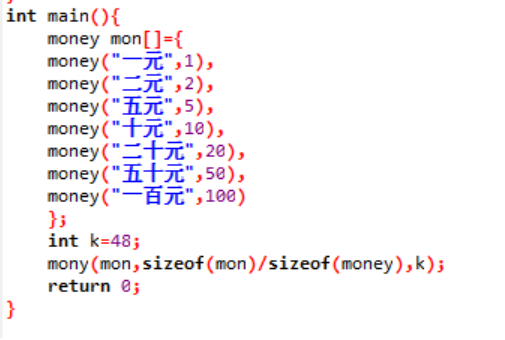 int main(){
money mon[]={
money("一元",1),
money("二元",2),
money("五元",5),
money("十元",10),
money("二十元",20),
money("五十元",50),
money("一百元",100)
};
int k=48;
mony(mon,sizeof(mon)/sizeof(money),k);
return 0;
}